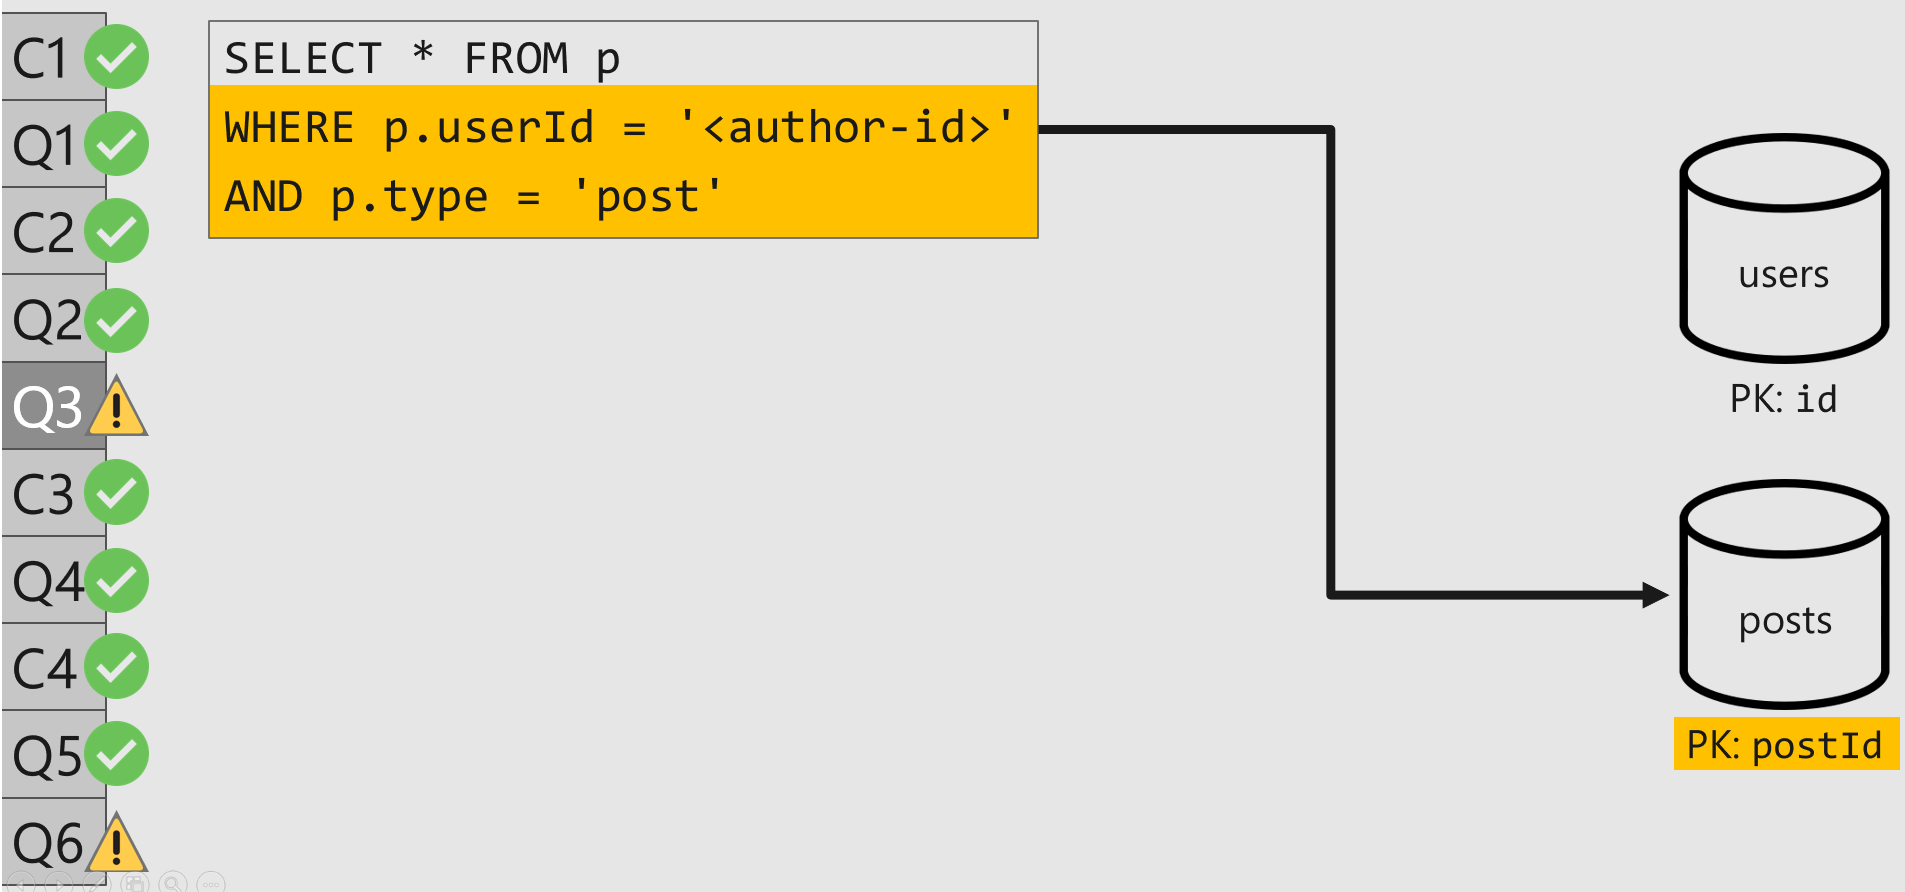 C1
Q1
C2
Q2
Q3
C3
Q4
C4
Q5
Q6
SELECT * FROM p
WHERE p.userId = '<author-id>'
AND p.type = 'post'
users
PK: id
posts
PK: postId